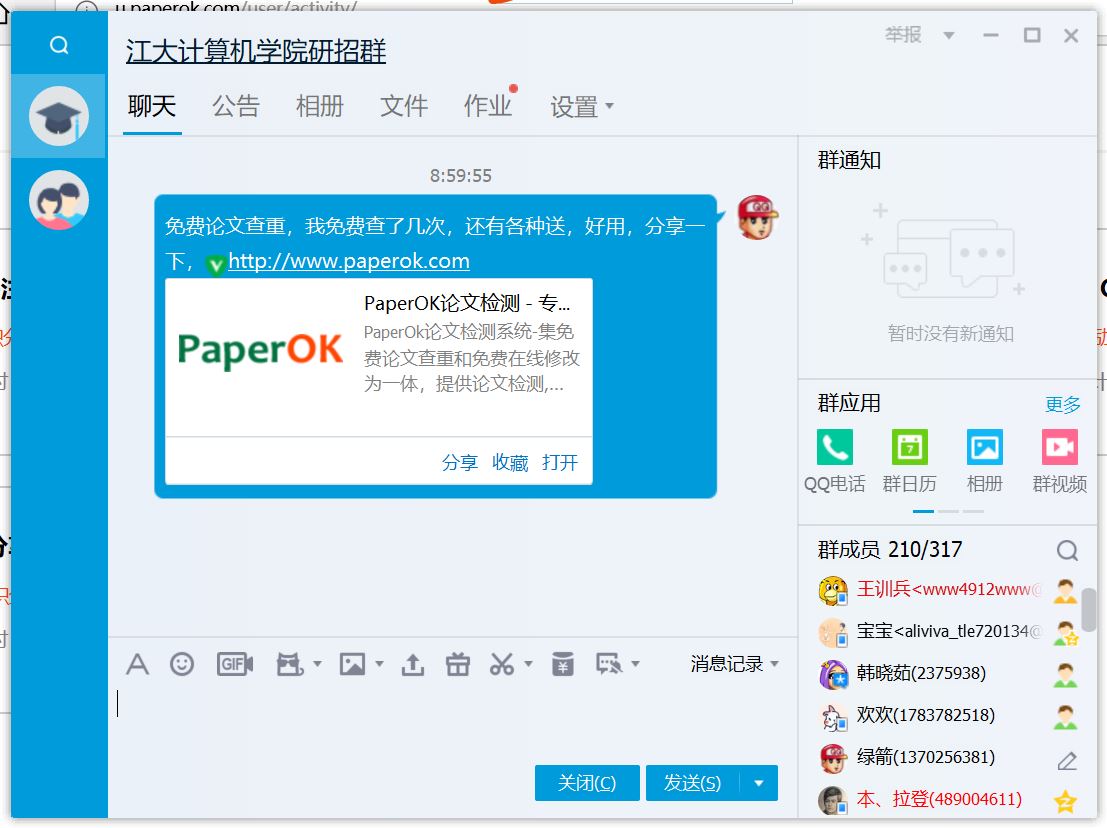 u.paperok.com/user/activity/
江大计算机学院研招群
举报
聊天 公告 相册 文件 作业 设置
8:59:55
免费论文查重，我免费查了几次，还有各种送，好用，分享一
下，http://www.paperok.com
PaperOK论文检测 - 专...
PaperOk论文检测系统-集免
费论文查重和免费在线修改
为一体，提供论文检测,...
PaperOK
分享 收藏 打开
群通知
暂时没有新通知
群应用 更多
7
QQ电话 群日历 相册 群视频
群成员 210/317
王训兵<www4912www@
宝宝<aliviva_tle720134@
韩晓茹(2375938)
欢欢(1783782518)
绿箭(1370256381)
本、拉登(489004611)
GIF
消息记录
关闭(C) 发送(S)